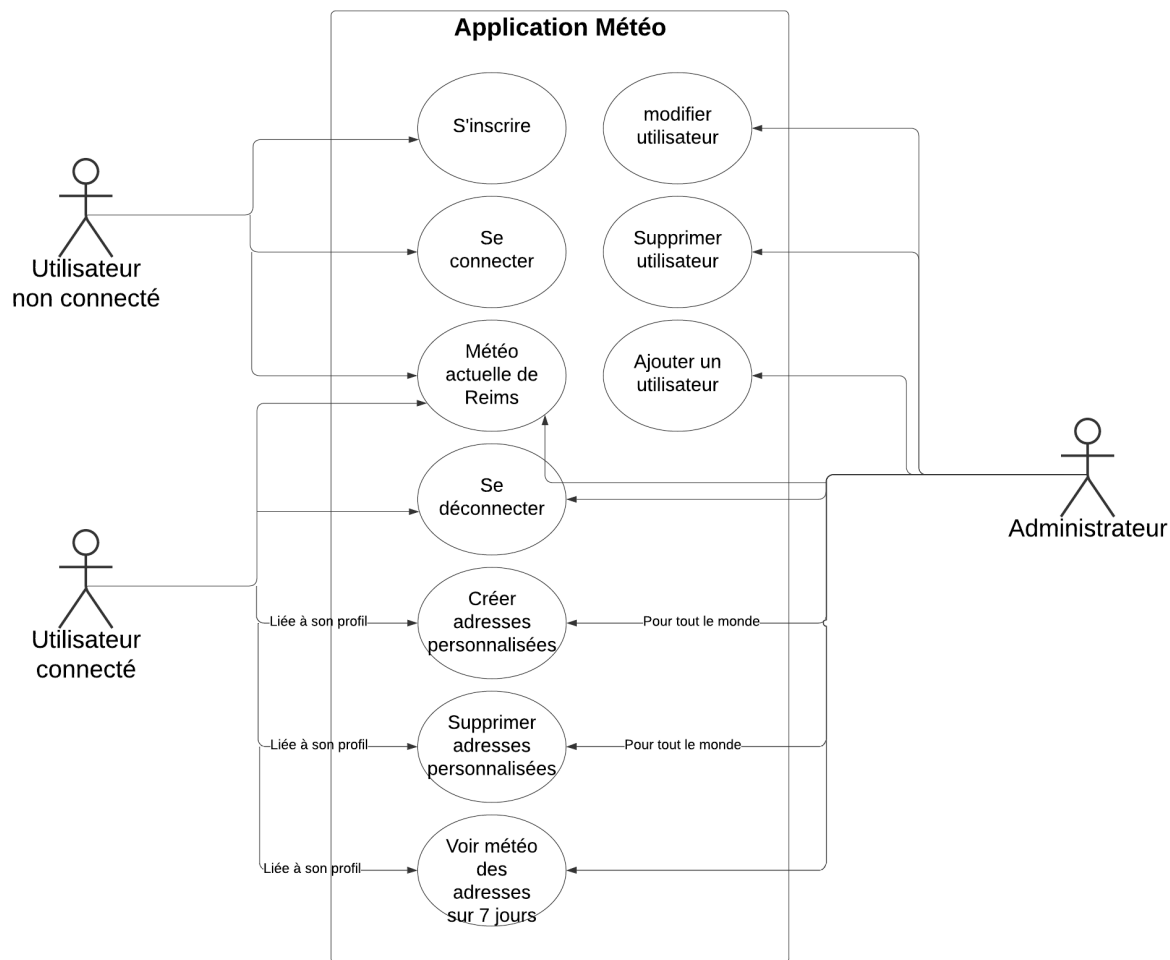 Application Météo
S'inscrire
modifier
utilisateur
Utilisateur
non connecté
Se
connecter
Supprimer
utilisateur
Météo
actuelle de
Reims
Ajouter un
utilisateur
Se
déconnecter
Administrateur
Utilisateur
connecté
Liée à son profil
Créer
adresses
personnalisées
Pour tout le monde
Liée à son profil
Supprimer
adresses
personnalisées
Pour tout le monde
Liée à son profil
Voir météo
des
adresses
sur 7 jours